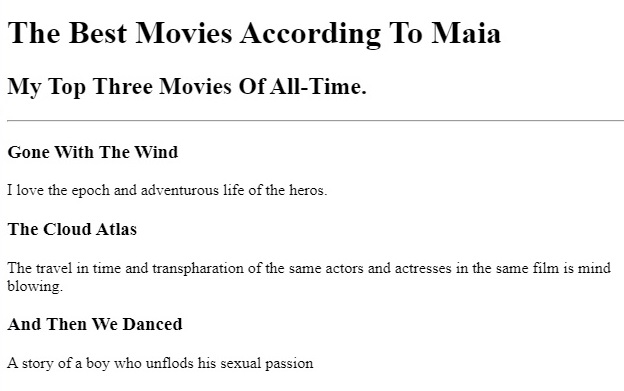 The Best Movies According To Maia
My Top Three Movies Of All-Time.
Gone With The Wind
I love the epoch and adventurous life of the heros.
The Cloud Atlas
The travel in time and transpharation of the same actors and actresses in the same film is mind
blowing.
And Then We Danced
A story of a boy who unflods his sexual passion